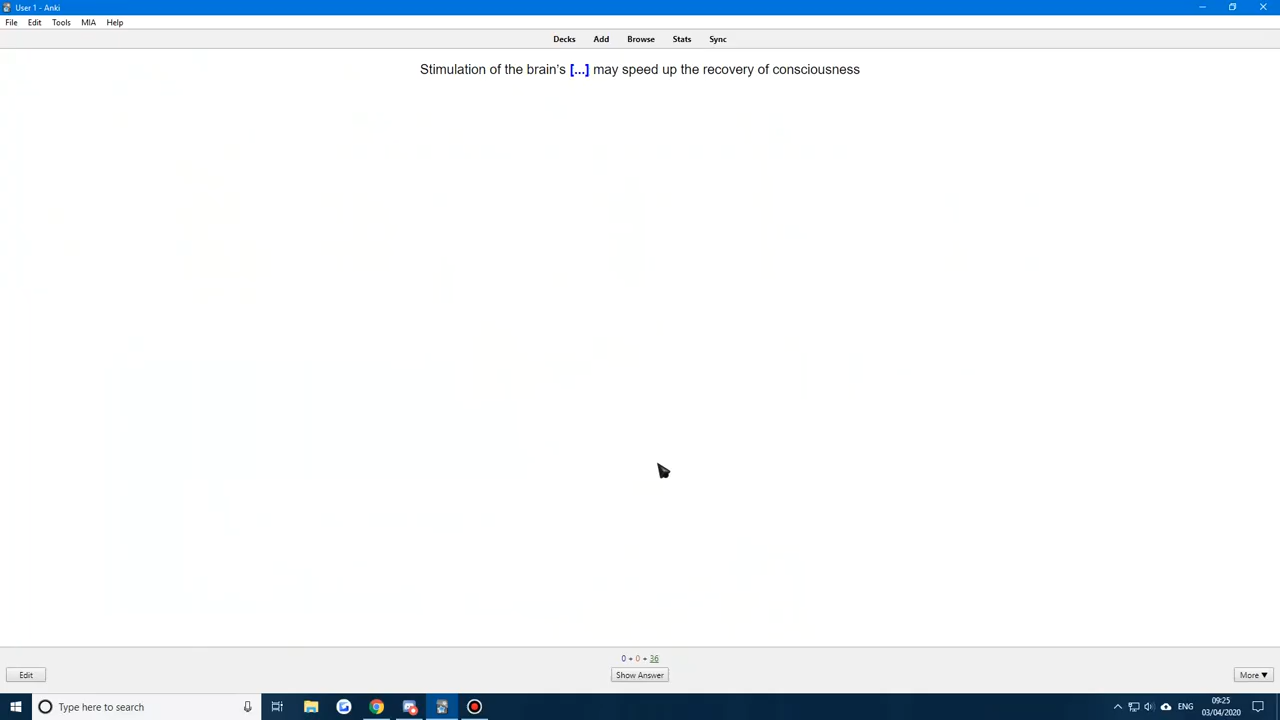 User 1 - Anki
File Edit Tools MIA Help
Decks Add Browse Stats Sync
Stimulation of the brain’s [...] may speed up the recovery of consciousness
0 + 0 + 36
Edit Show Answer More ▼
Type here to search
ENG
09:25
03/04/2020